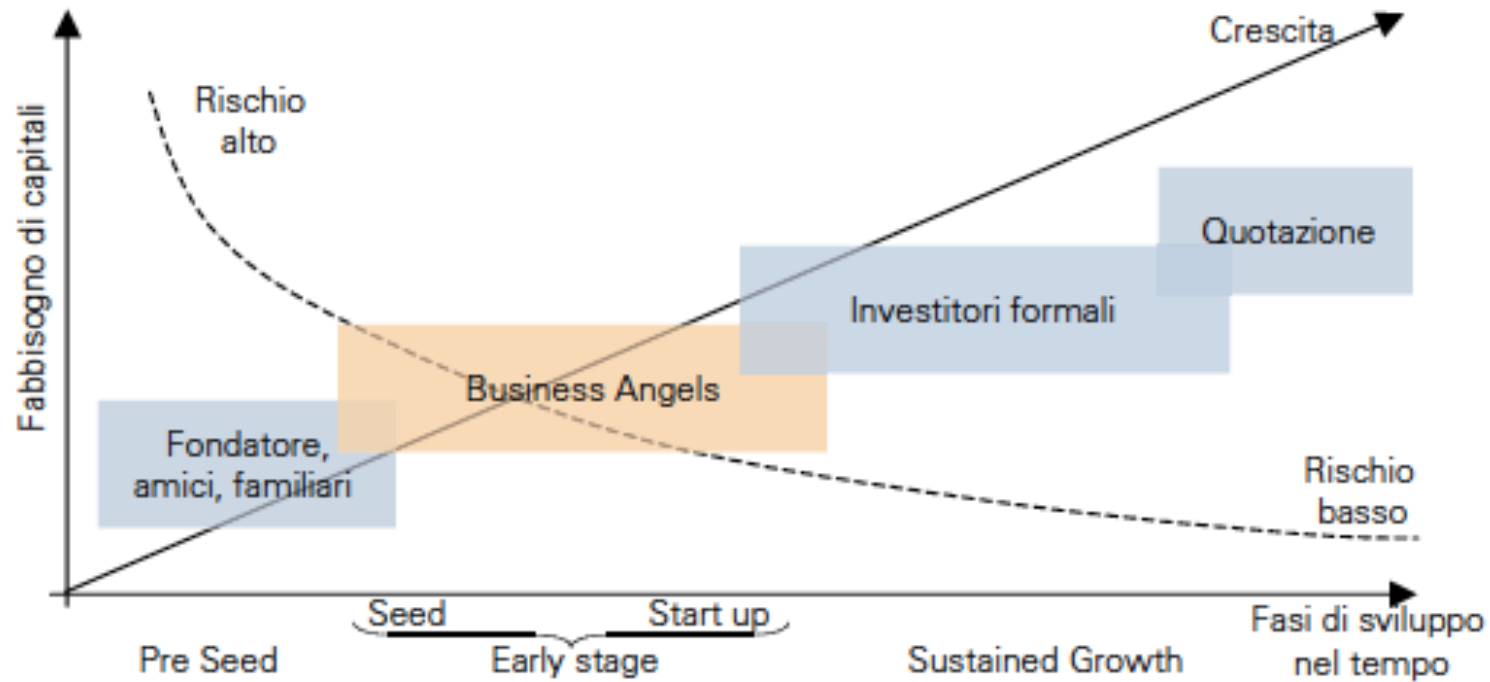 Crescita
Rischio
alto
Fabbisogno di capitali
Quotazione
Investitori formali
Business Angels
Fondatore,
amici, familiari
Rischio
basso
Seed
Start up
Fasi di sviluppo
nel tempo
Pre Seed
Early stage
Sustained Growth